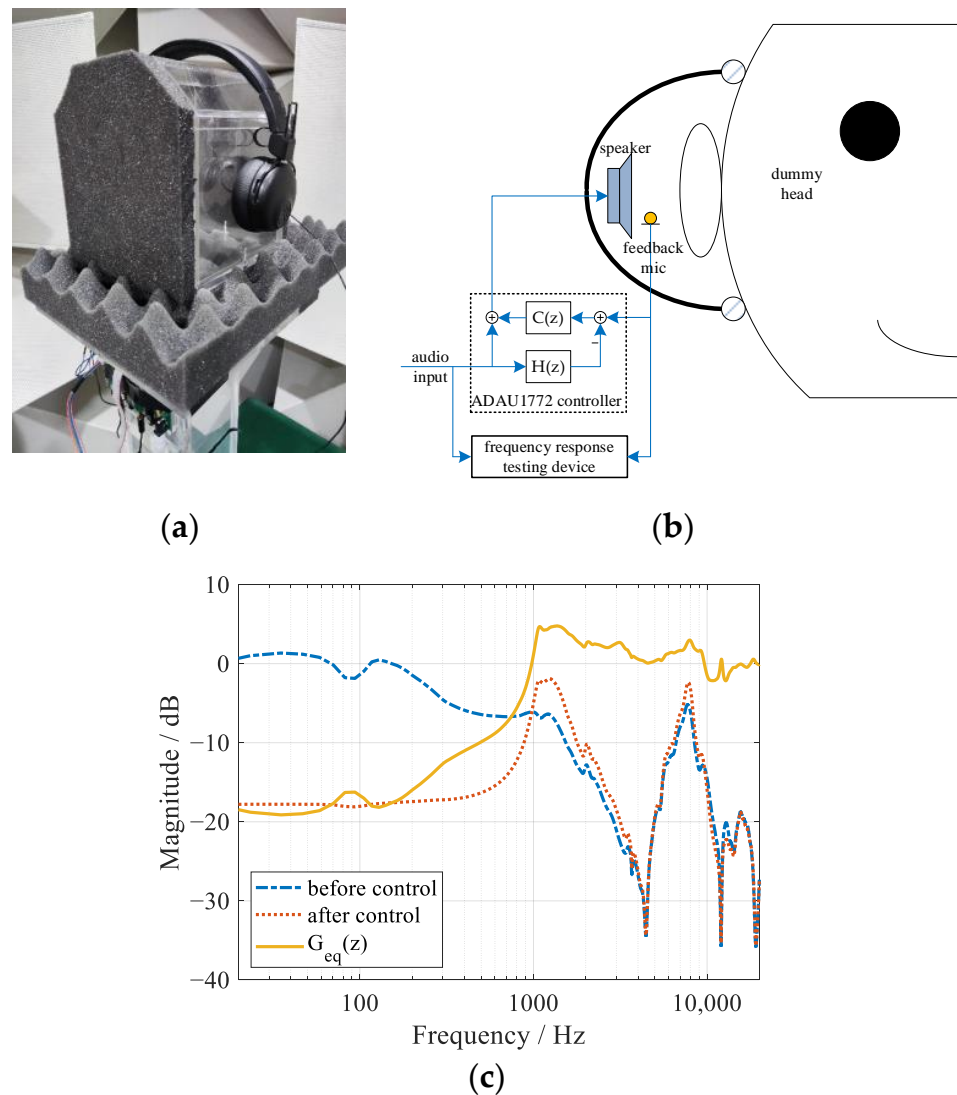 speaker
dummy
head
feedback
mic
C(z)
−
audio
input
H(z)
ADAU1772 controller
frequency response
testing device
(a)
(b)
10
0
−10
−20
−30
−40
Magnitude / dB
before control
after control
G_eq(z)
100
1000
10,000
Frequency / Hz
(c)